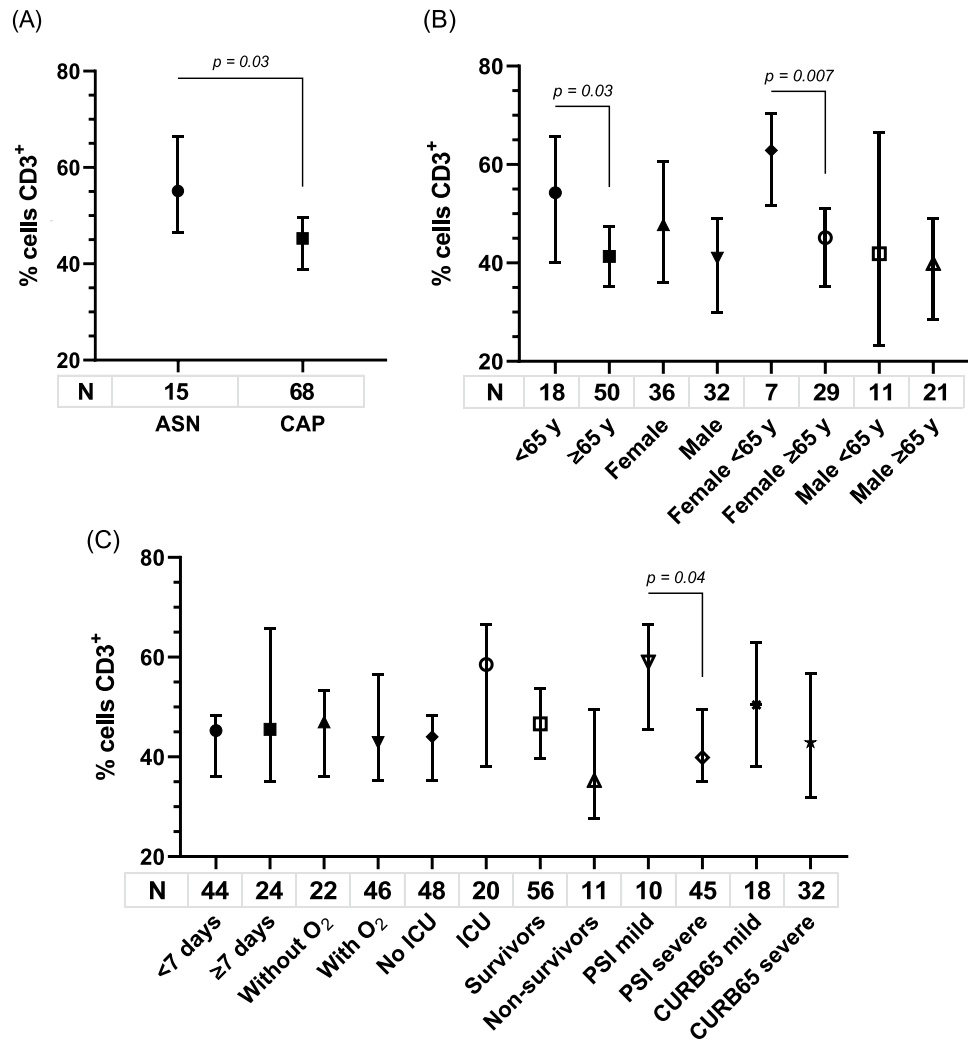 (A)
p = 0.03
80
60
40
20
% cells CD3⁺
N 15 68
ASN CAP
(B)
p = 0.03
p = 0.007
80
60
40
20
% cells CD3⁺
N 18 50 36 32 7 29 11 21
<65 y
≥65 y
Female
Male
Female <65 y
Female ≥65 y
Male <65 y
Male ≥65 y
(C)
p = 0.04
80
60
40
20
% cells CD3⁺
N 44 24 22 46 48 20 56 11 10 45 18 32
<7 days
≥7 days
Without O₂
With O₂
No ICU
ICU
Survivors
Non-survivors
PSI mild
PSI severe
CURB65 mild
CURB65 severe